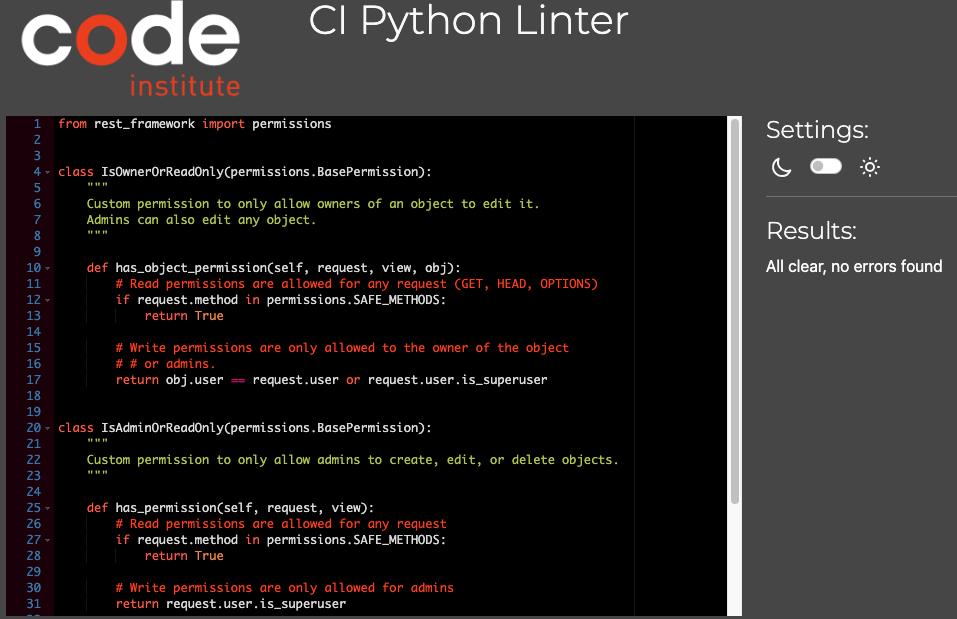 code
institute
CI Python Linter
1 from rest_framework import permissions
2
3
4 class IsOwnerOrReadOnly(permissions.BasePermission):
5     """
6     Custom permission to only allow owners of an object to edit it.
7     Admins can also edit any object.
8     """
9
10     def has_object_permission(self, request, view, obj):
11         # Read permissions are allowed for any request (GET, HEAD, OPTIONS)
12         if request.method in permissions.SAFE_METHODS:
13             return True
14
15         # Write permissions are only allowed to the owner of the object
16         # # or admins.
17         return obj.user == request.user or request.user.is_superuser
18
19
20 class IsAdminOrReadOnly(permissions.BasePermission):
21     """
22     Custom permission to only allow admins to create, edit, or delete objects.
23     """
24
25     def has_permission(self, request, view):
26         # Read permissions are allowed for any request
27         if request.method in permissions.SAFE_METHODS:
28             return True
29
30         # Write permissions are only allowed for admins
31         return request.user.is_superuser
Settings:
Results:
All clear, no errors found